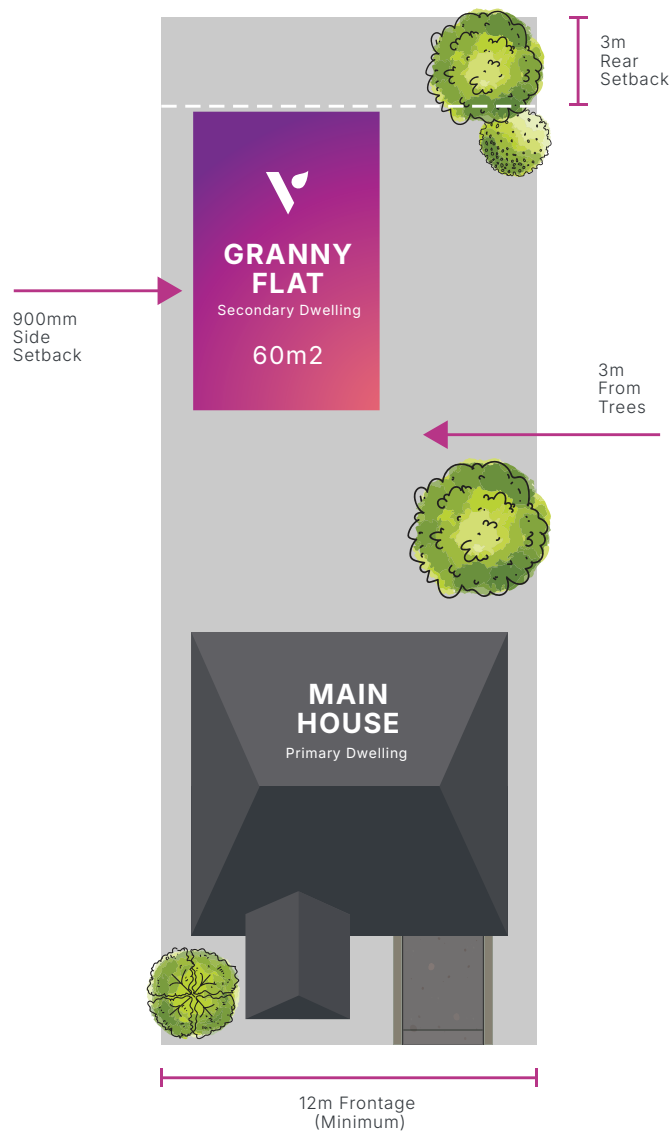 3m
Rear
Setback
GRANNY
FLAT
Secondary Dwelling
60m2
900mm
Side
Setback
3m
From
Trees
MAIN
HOUSE
Primary Dwelling
12m Frontage
(Minimum)